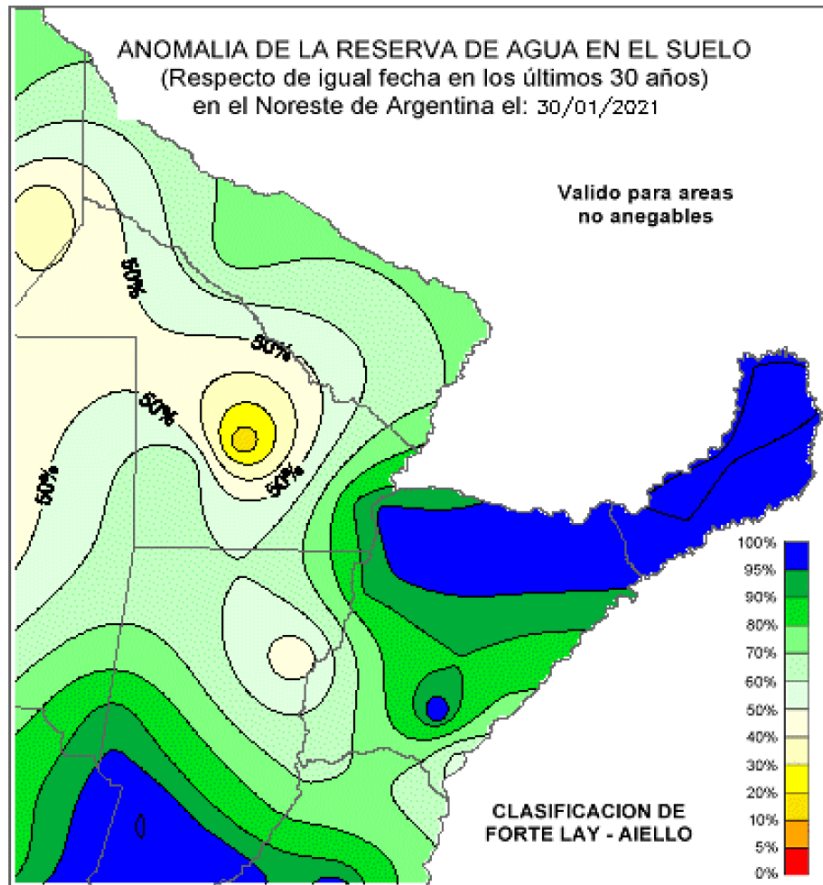 ANOMALIA DE LA RESERVA DE AGUA EN EL SUELO
(Respecto de igual fecha en los últimos 30 años)
en el Noreste de Argentina el: 30/01/2021
Valido para areas
no anegables
50%
50%
50%
50%
50%
100%
95%
90%
80%
70%
60%
50%
40%
30%
20%
10%
5%
0%
CLASIFICACION DE
FORTE LAY - AIELLO